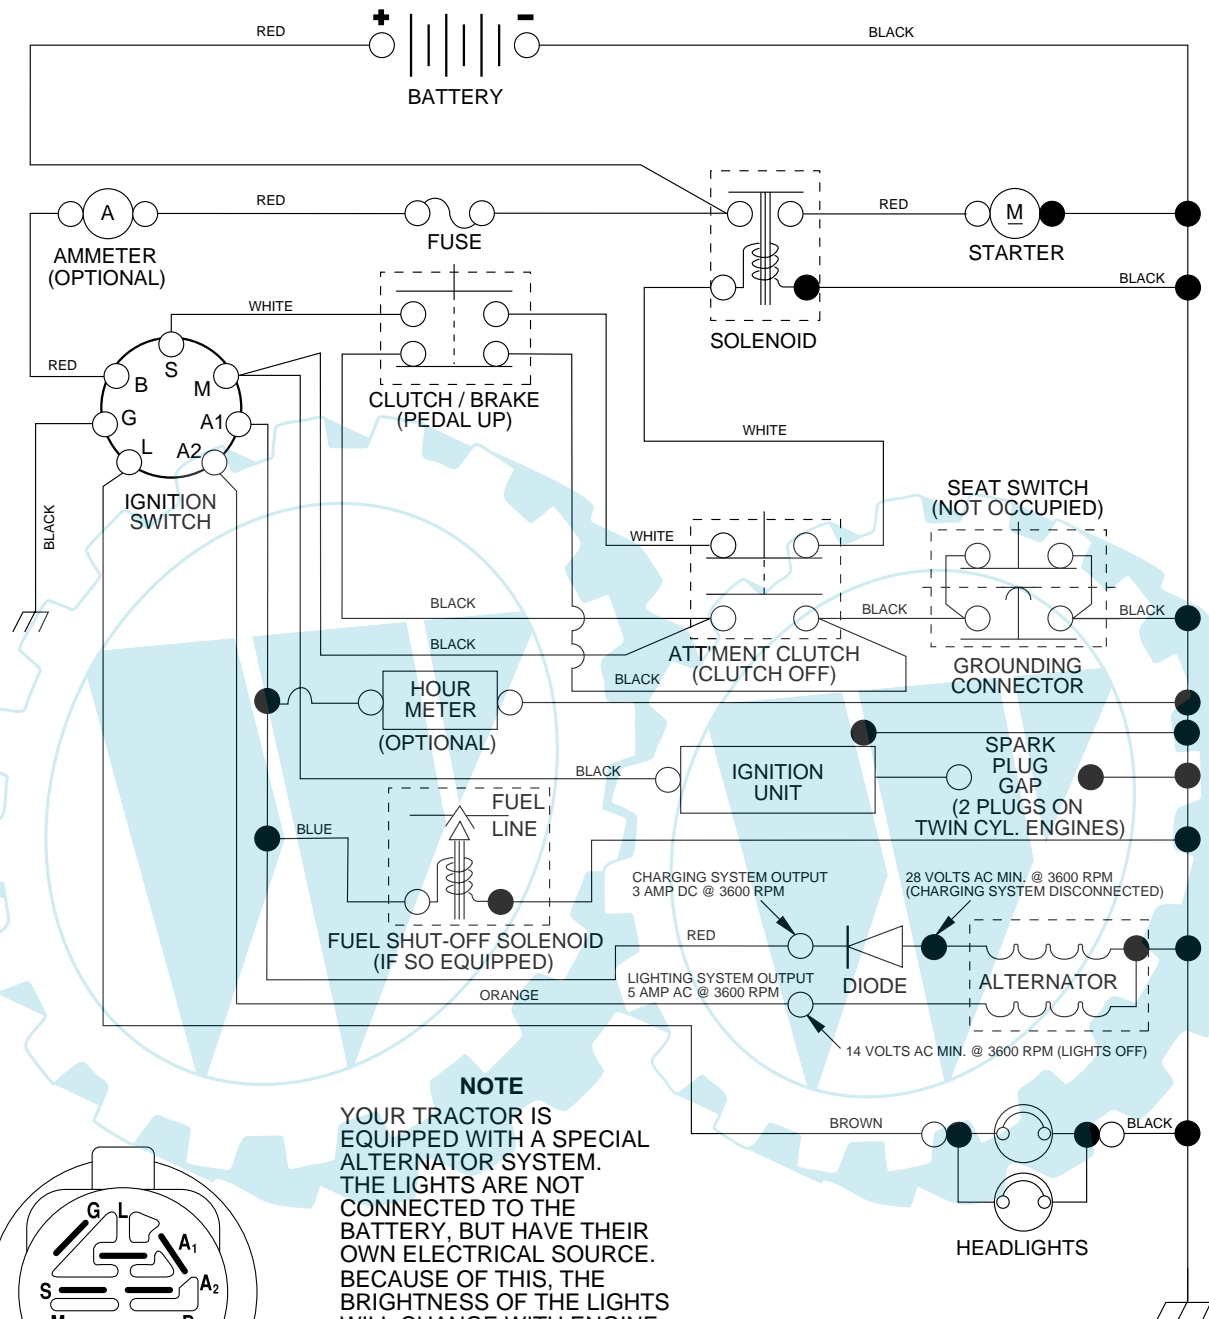 + -
RED
BLACK
BATTERY
A
RED
FUSE
RED
M
STARTER
AMMETER
(OPTIONAL)
BLACK
WHITE
SOLENOID
RED
S
B
M
G
A1
L
A2
CLUTCH / BRAKE
(PEDAL UP)
IGNITION
SWITCH
BLACK
WHITE
SEAT SWITCH
(NOT OCCUPIED)
WHITE
BLACK
BLACK
BLACK
BLACK
ATT'MENT CLUTCH
(CLUTCH OFF)
GROUNDING
CONNECTOR
BLACK
HOUR
METER
(OPTIONAL)
BLACK
IGNITION
UNIT
SPARK
PLUG
GAP
(2 PLUGS ON
TWIN CYL. ENGINES)
FUEL
LINE
BLUE
FUEL SHUT-OFF SOLENOID
(IF SO EQUIPPED)
CHARGING SYSTEM OUTPUT
3 AMP DC @ 3600 RPM
28 VOLTS AC MIN. @ 3600 RPM
(CHARGING SYSTEM DISCONNECTED)
RED
DIODE
ALTERNATOR
LIGHTING SYSTEM OUTPUT
5 AMP AC @ 3600 RPM
ORANGE
14 VOLTS AC MIN. @ 3600 RPM (LIGHTS OFF)
BROWN
BLACK
HEADLIGHTS
NOTE
YOUR TRACTOR IS
EQUIPPED WITH A SPECIAL
ALTERNATOR SYSTEM.
THE LIGHTS ARE NOT
CONNECTED TO THE
BATTERY, BUT HAVE THEIR
OWN ELECTRICAL SOURCE.
BECAUSE OF THIS, THE
BRIGHTNESS OF THE LIGHTS
WILL CHANGE WITH ENGINE
G L
A1
A2
S
M B